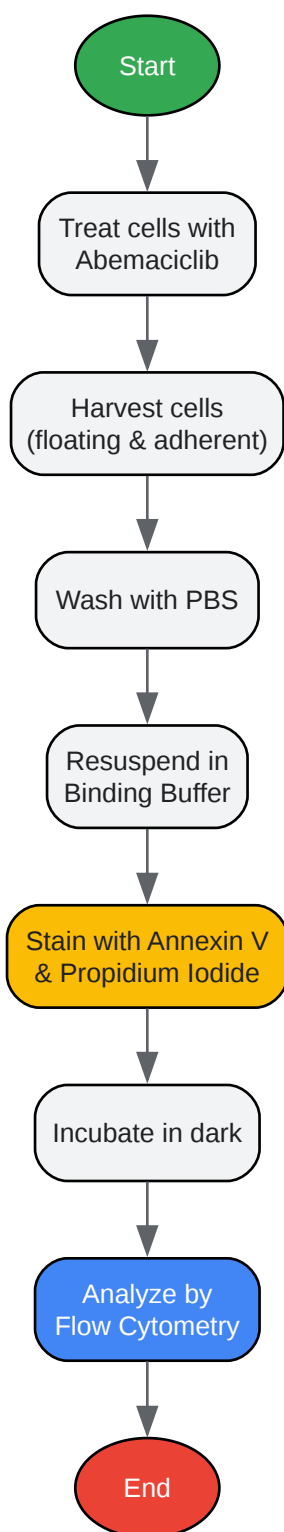 Start
Treat cells with
Abemaciclib
Harvest cells
(floating & adherent)
Wash with PBS
Resuspend in
Binding Buffer
Stain with Annexin V
& Propidium Iodide
Incubate in dark
Analyze by
Flow Cytometry
End